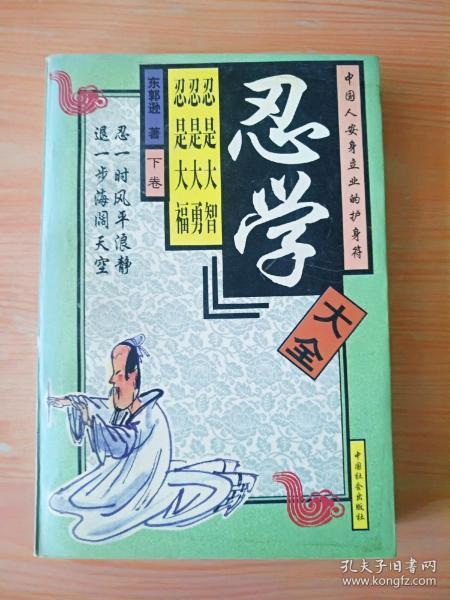 中国人安身立业的护身符
忍学
大全
忍是大智
忍是大勇
忍是大福
东郭逊 著
下卷
忍一时风平浪静
退一步海阔天空
中国社会出版社
孔夫子旧书网
www.kongfz.com